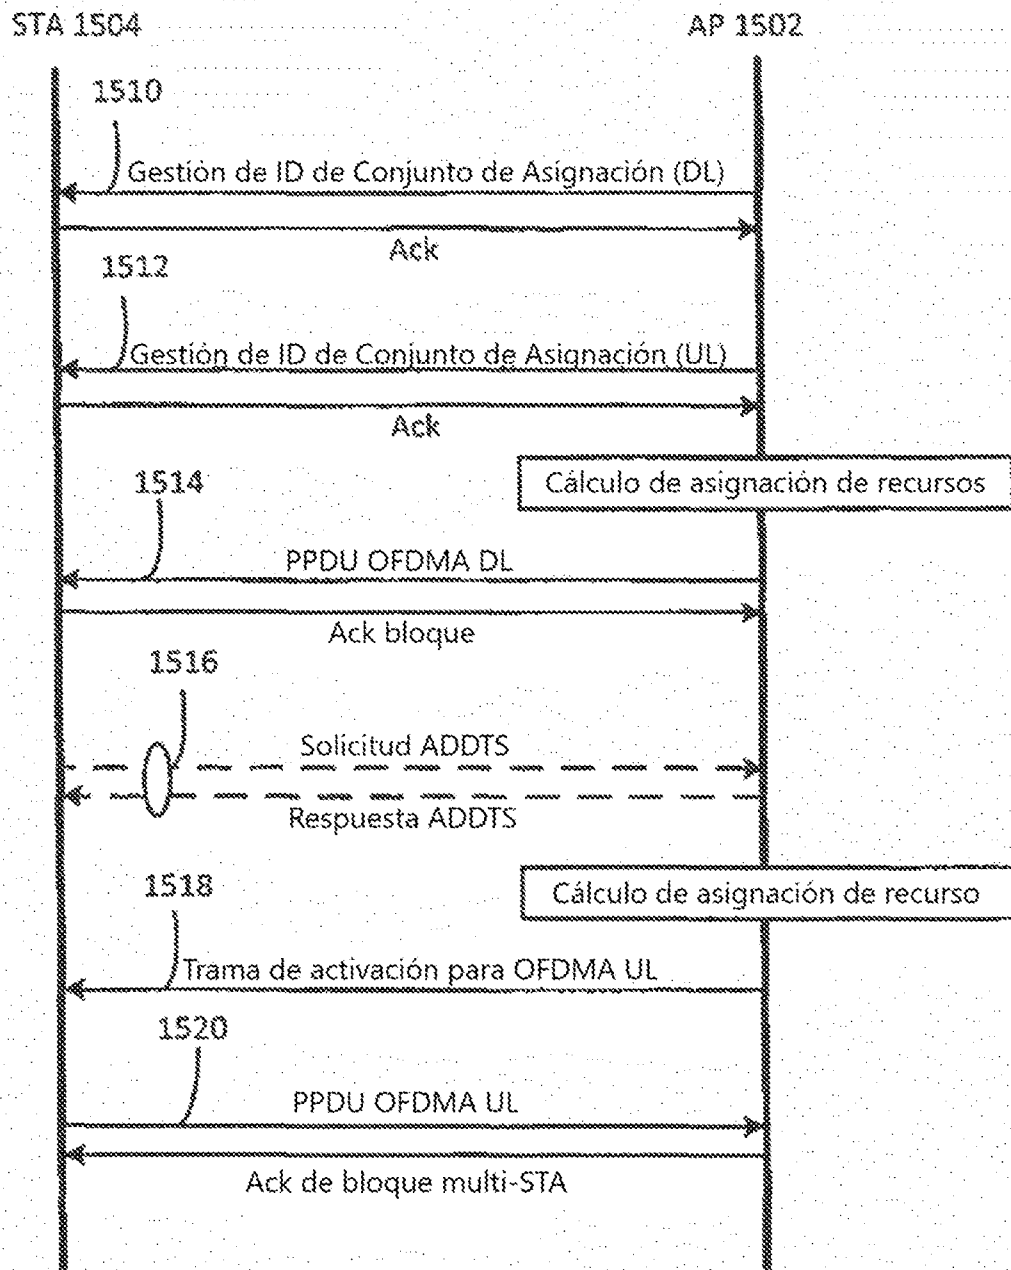 STA 1504
AP 1502
1510
Gestión de ID de Conjunto de Asignación (DL)
Ack
1512
Gestión de ID de Conjunto de Asignación (UL)
Ack
Cálculo de asignación de recursos
1514
PPDU OFDMA DL
Ack bloque
1516
Solicitud ADDTS
Respuesta ADDTS
Cálculo de asignación de recurso
1518
Trama de activación para OFDMA UL
1520
PPDU OFDMA UL
Ack de bloque multi-STA